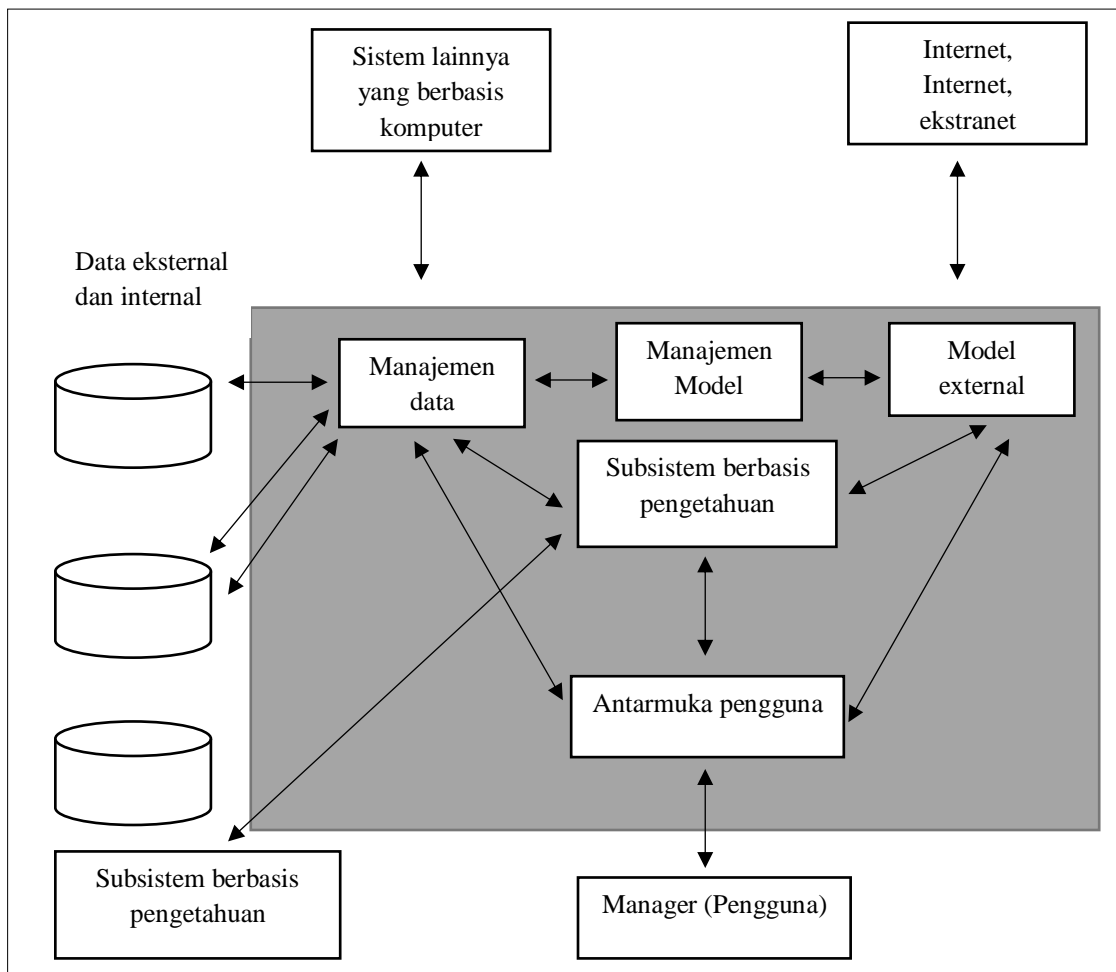 Sistem lainnya
yang berbasis
komputer
Internet,
Internet,
ekstranet
Data eksternal
dan internal
Manajemen
data
Manajemen
Model
Model
external
Subsistem berbasis
pengetahuan
Antarmuka pengguna
Subsistem berbasis
pengetahuan
Manager (Pengguna)